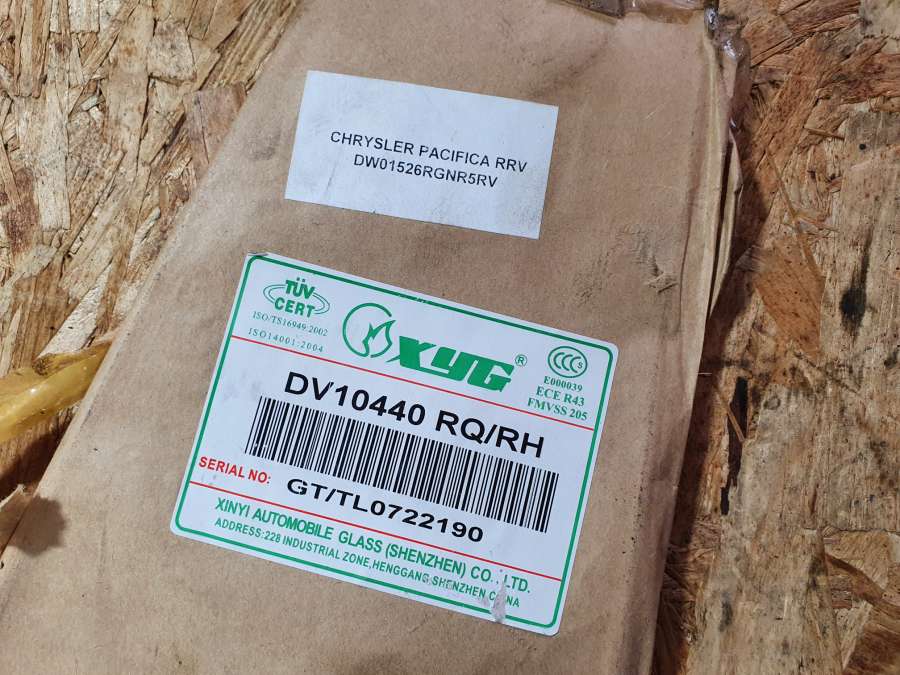 CHRYSLER PACIFICA RRV
DW01526RGNR5RV
TÜV
CERT
ISO/TS16949:2002
ISO14001:2004
XYG®
CCC S
E000039
ECE R43
FMVSS 205
DV10440 RQ/RH
SERIAL NO:
GT/TL0722190
XINYI AUTOMOBILE GLASS (SHENZHEN) CO., LTD.
ADDRESS:228 INDUSTRIAL ZONE,HENGGANG,SHENZHEN,CHINA